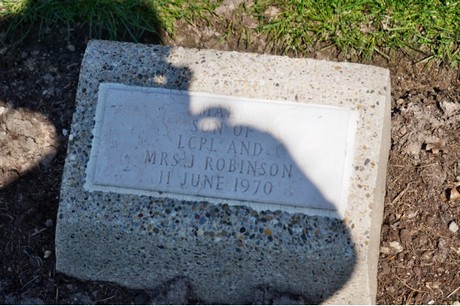 SON OF
LCPL AND
MRS J ROBINSON
11 JUNE 1970